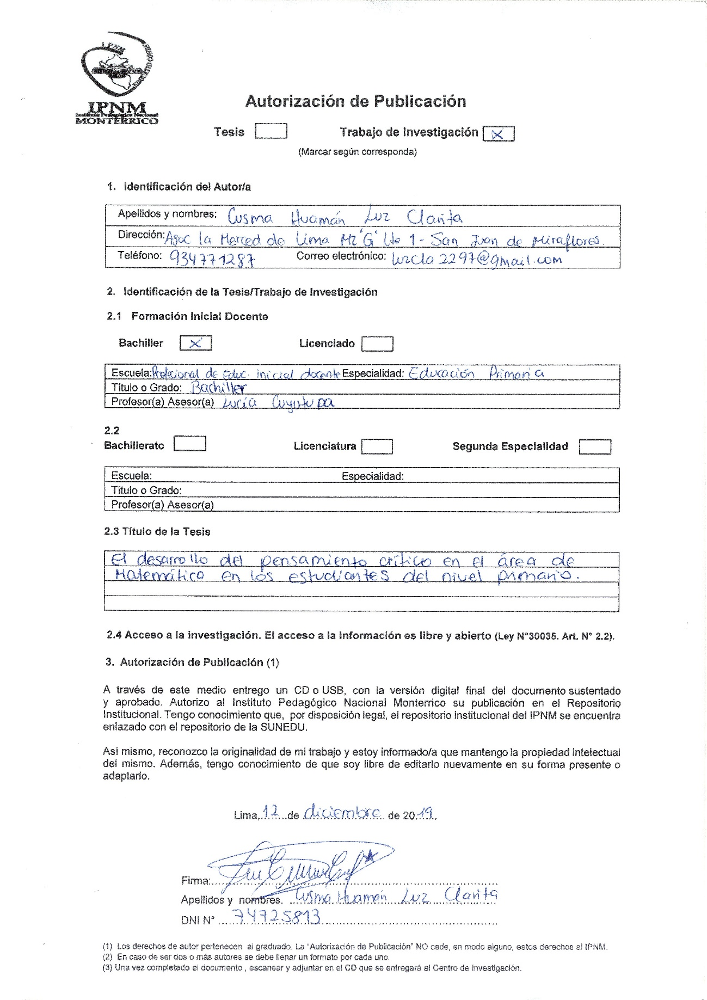 IPNM
EDUCATIO CORDA
IPNM
Instituto Pedagógico Nacional
MONTERRICO
Autorización de Publicación
Tesis Trabajo de Investigación X
(Marcar según corresponda)
1. Identificación del Autor/a
Apellidos y nombres: Cusma Huamán Luz Clarita
Dirección: Asoc la Merced de Lima Mz "G" Lte 1 - San Juan de Miraflores.
Teléfono: 934771287 Correo electrónico: luzcla2297@gmail.com
2. Identificación de la Tesis/Trabajo de Investigación
2.1 Formación Inicial Docente
Bachiller X Licenciado
Escuela: Profesional de Educ. inicial docente Especialidad: Educación Primaria
Título o Grado: Bachiller
Profesor(a) Asesor(a) Lucía Cuyutupa
2.2
Bachillerato Licenciatura Segunda Especialidad
Escuela: Especialidad:
Título o Grado:
Profesor(a) Asesor(a)
2.3 Título de la Tesis
El desarrollo del pensamiento crítico en el área de
Matemática en los estudiantes del nivel primario.
2.4 Acceso a la investigación. El acceso a la información es libre y abierto (Ley N°30035. Art. N° 2.2).
3. Autorización de Publicación (1)
A través de este medio entrego un CD o USB, con la versión digital final del documento sustentado
y aprobado. Autorizo al Instituto Pedagógico Nacional Monterrico su publicación en el Repositorio
Institucional. Tengo conocimiento que, por disposición legal, el repositorio institucional del IPNM se encuentra
enlazado con el repositorio de la SUNEDU.
Así mismo, reconozco la originalidad de mi trabajo y estoy informado/a que mantengo la propiedad intelectual
del mismo. Además, tengo conocimiento de que soy libre de editarlo nuevamente en su forma presente o
adaptarlo.
Lima, 12 de diciembre de 2019.
Firma:
Apellidos y nombres. Cusma Huamán Luz Clarita
DNI N° 74725813
(1) Los derechos de autor pertenecen al graduado. La "Autorización de Publicación" NO cede, en modo alguno, estos derechos al IPNM.
(2) En caso de ser dos o más autores se debe llenar un formato por cada uno.
(3) Una vez completado el documento , escanear y adjuntar en el CD que se entregará al Centro de Investigación.